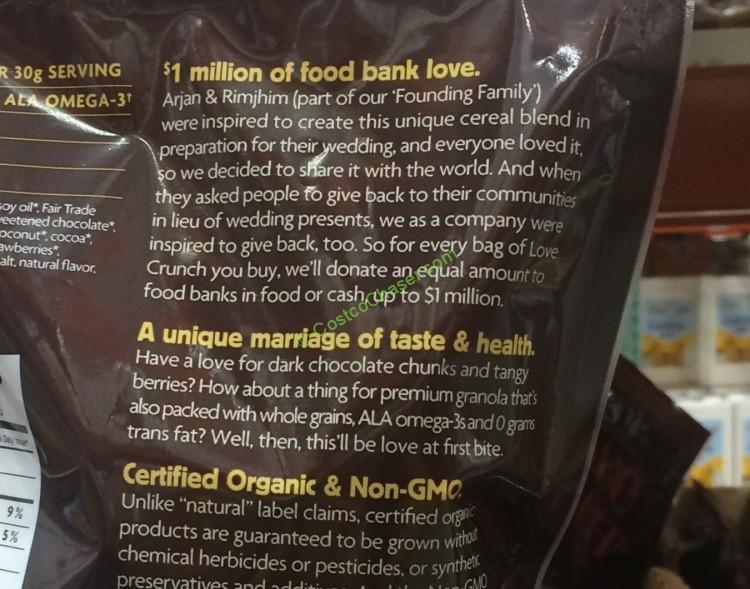 R 30g SERVING
ALA OMEGA-3†
soy oil*, Fair Trade
eetened chocolate*,
oconut*, cocoa*,
awberries*,
alt, natural flavor,
9%
5%
$1 million of food bank love.
Arjan & Rimjhim (part of our 'Founding Family')
were inspired to create this unique cereal blend in
preparation for their wedding, and everyone loved it,
so we decided to share it with the world. And when
they asked people to give back to their communities
in lieu of wedding presents, we as a company were
inspired to give back, too. So for every bag of Love
Crunch you buy, we'll donate an equal amount to
food banks in food or cash, up to $1 million.
CostcoChaser.com
A unique marriage of taste & health.
Have a love for dark chocolate chunks and tangy
berries? How about a thing for premium granola that's
also packed with whole grains, ALA omega-3s and 0 grams
trans fat? Well, then, this'll be love at first bite.
Certified Organic & Non-GMO.
Unlike "natural" label claims, certified organic
products are guaranteed to be grown without
chemical herbicides or pesticides, or synthetic
preservatives and